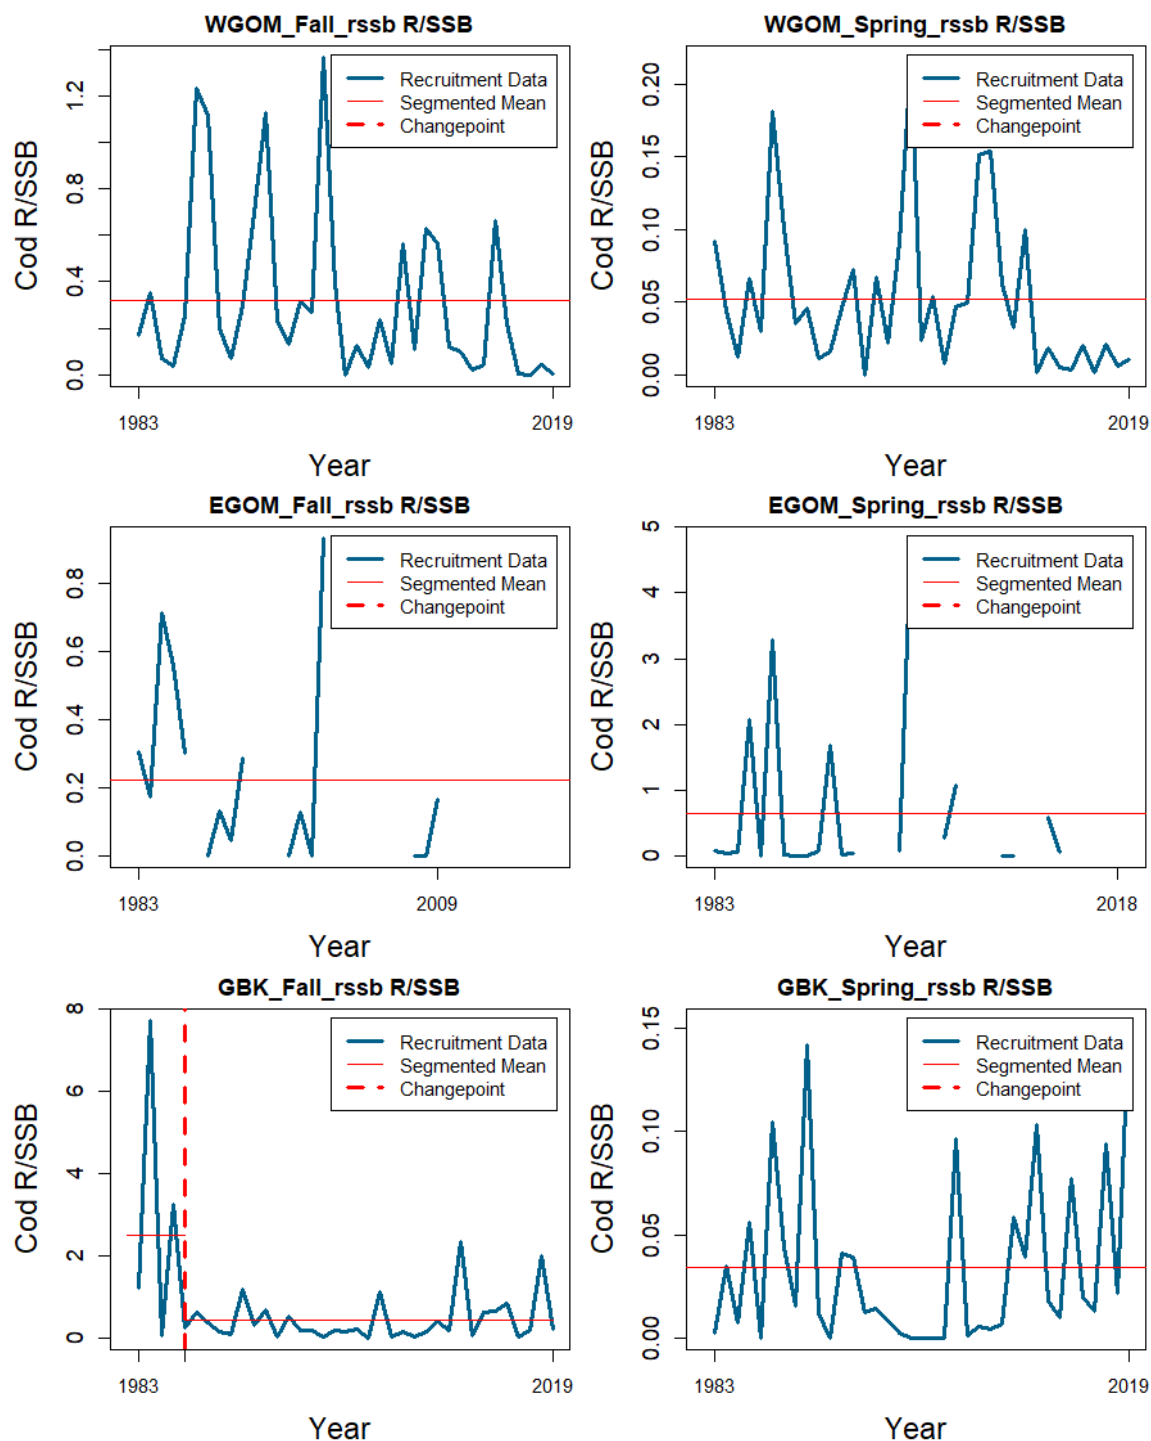 WGOM_Fall_rssb R/SSB
Cod R/SSB
0.0
0.4
0.8
1.2
Recruitment Data
Segmented Mean
Changepoint
1983
2019
Year
WGOM_Spring_rssb R/SSB
Cod R/SSB
0.00
0.05
0.10
0.15
0.20
Recruitment Data
Segmented Mean
Changepoint
1983
2019
Year
EGOM_Fall_rssb R/SSB
Cod R/SSB
0.0
0.2
0.4
0.6
0.8
Recruitment Data
Segmented Mean
Changepoint
1983
2009
Year
EGOM_Spring_rssb R/SSB
Cod R/SSB
0
1
2
3
4
5
Recruitment Data
Segmented Mean
Changepoint
1983
2018
Year
GBK_Fall_rssb R/SSB
Cod R/SSB
0
2
4
6
8
Recruitment Data
Segmented Mean
Changepoint
1983
2019
Year
GBK_Spring_rssb R/SSB
Cod R/SSB
0.00
0.05
0.10
0.15
Recruitment Data
Segmented Mean
Changepoint
1983
2019
Year